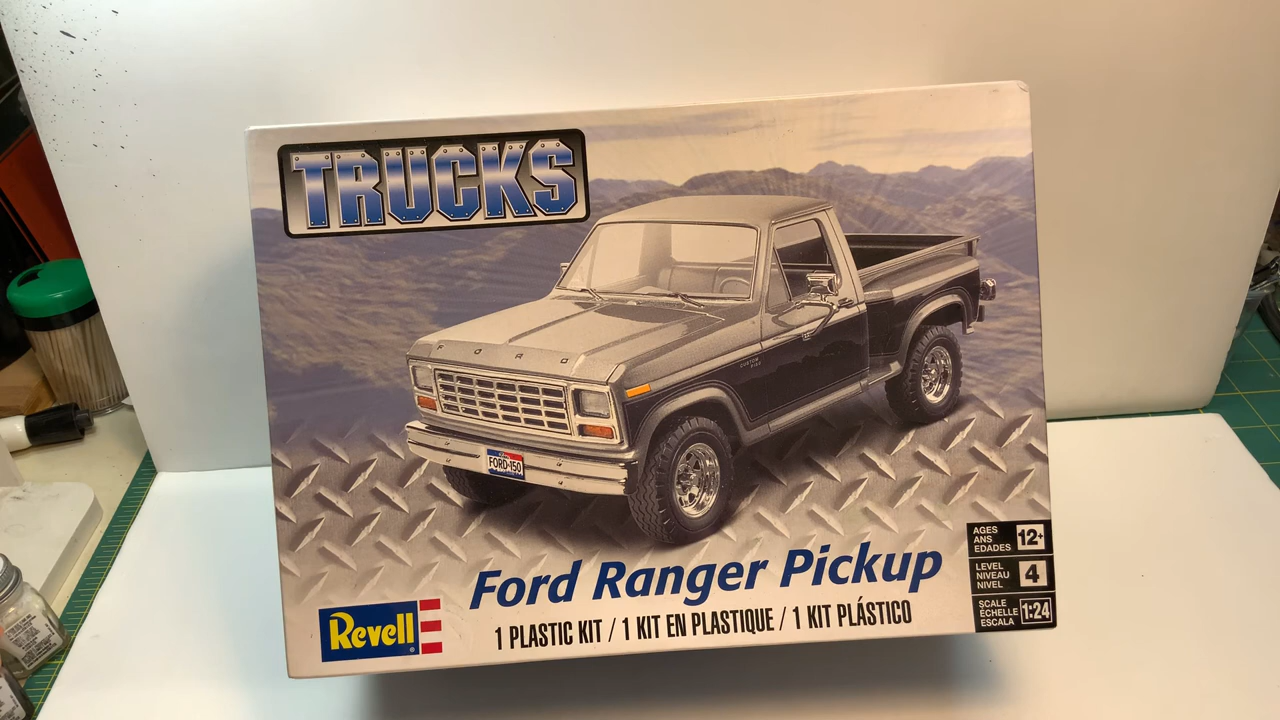 TRUCKS
FORD
CUSTOM
FORD-150
Ford Ranger Pickup
1 PLASTIC KIT / 1 KIT EN PLASTIQUE / 1 KIT PLÁSTICO
Revell
AGES
ANS
EDADES
12+
LEVEL
NIVEAU
NIVEL
4
SCALE
ÉCHELLE
ESCALA
1:24